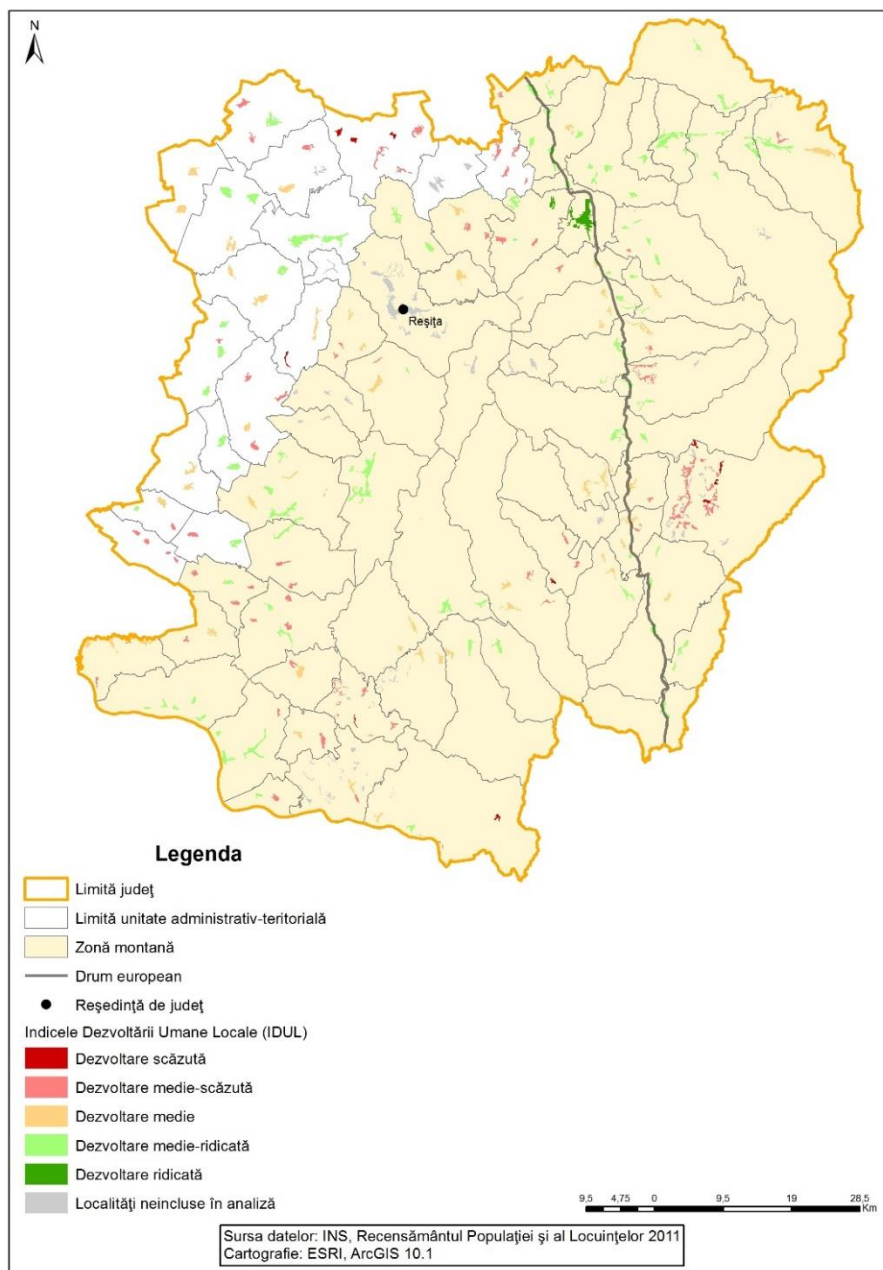 N
Reşiţa
Legenda
Limită judeţ
Limită unitate administrativ-teritorială
Zonă montană
Drum european
Reşedinţă de judeţ
Indicele Dezvoltării Umane Locale (IDUL)
Dezvoltare scăzută
Dezvoltare medie-scăzută
Dezvoltare medie
Dezvoltare medie-ridicată
Dezvoltare ridicată
Localităţi neincluse în analiză
9,5 4,75 0 9,5 19 28,5
Km
Sursa datelor: INS, Recensământul Populaţiei şi al Locuinţelor 2011
Cartografie: ESRI, ArcGIS 10.1